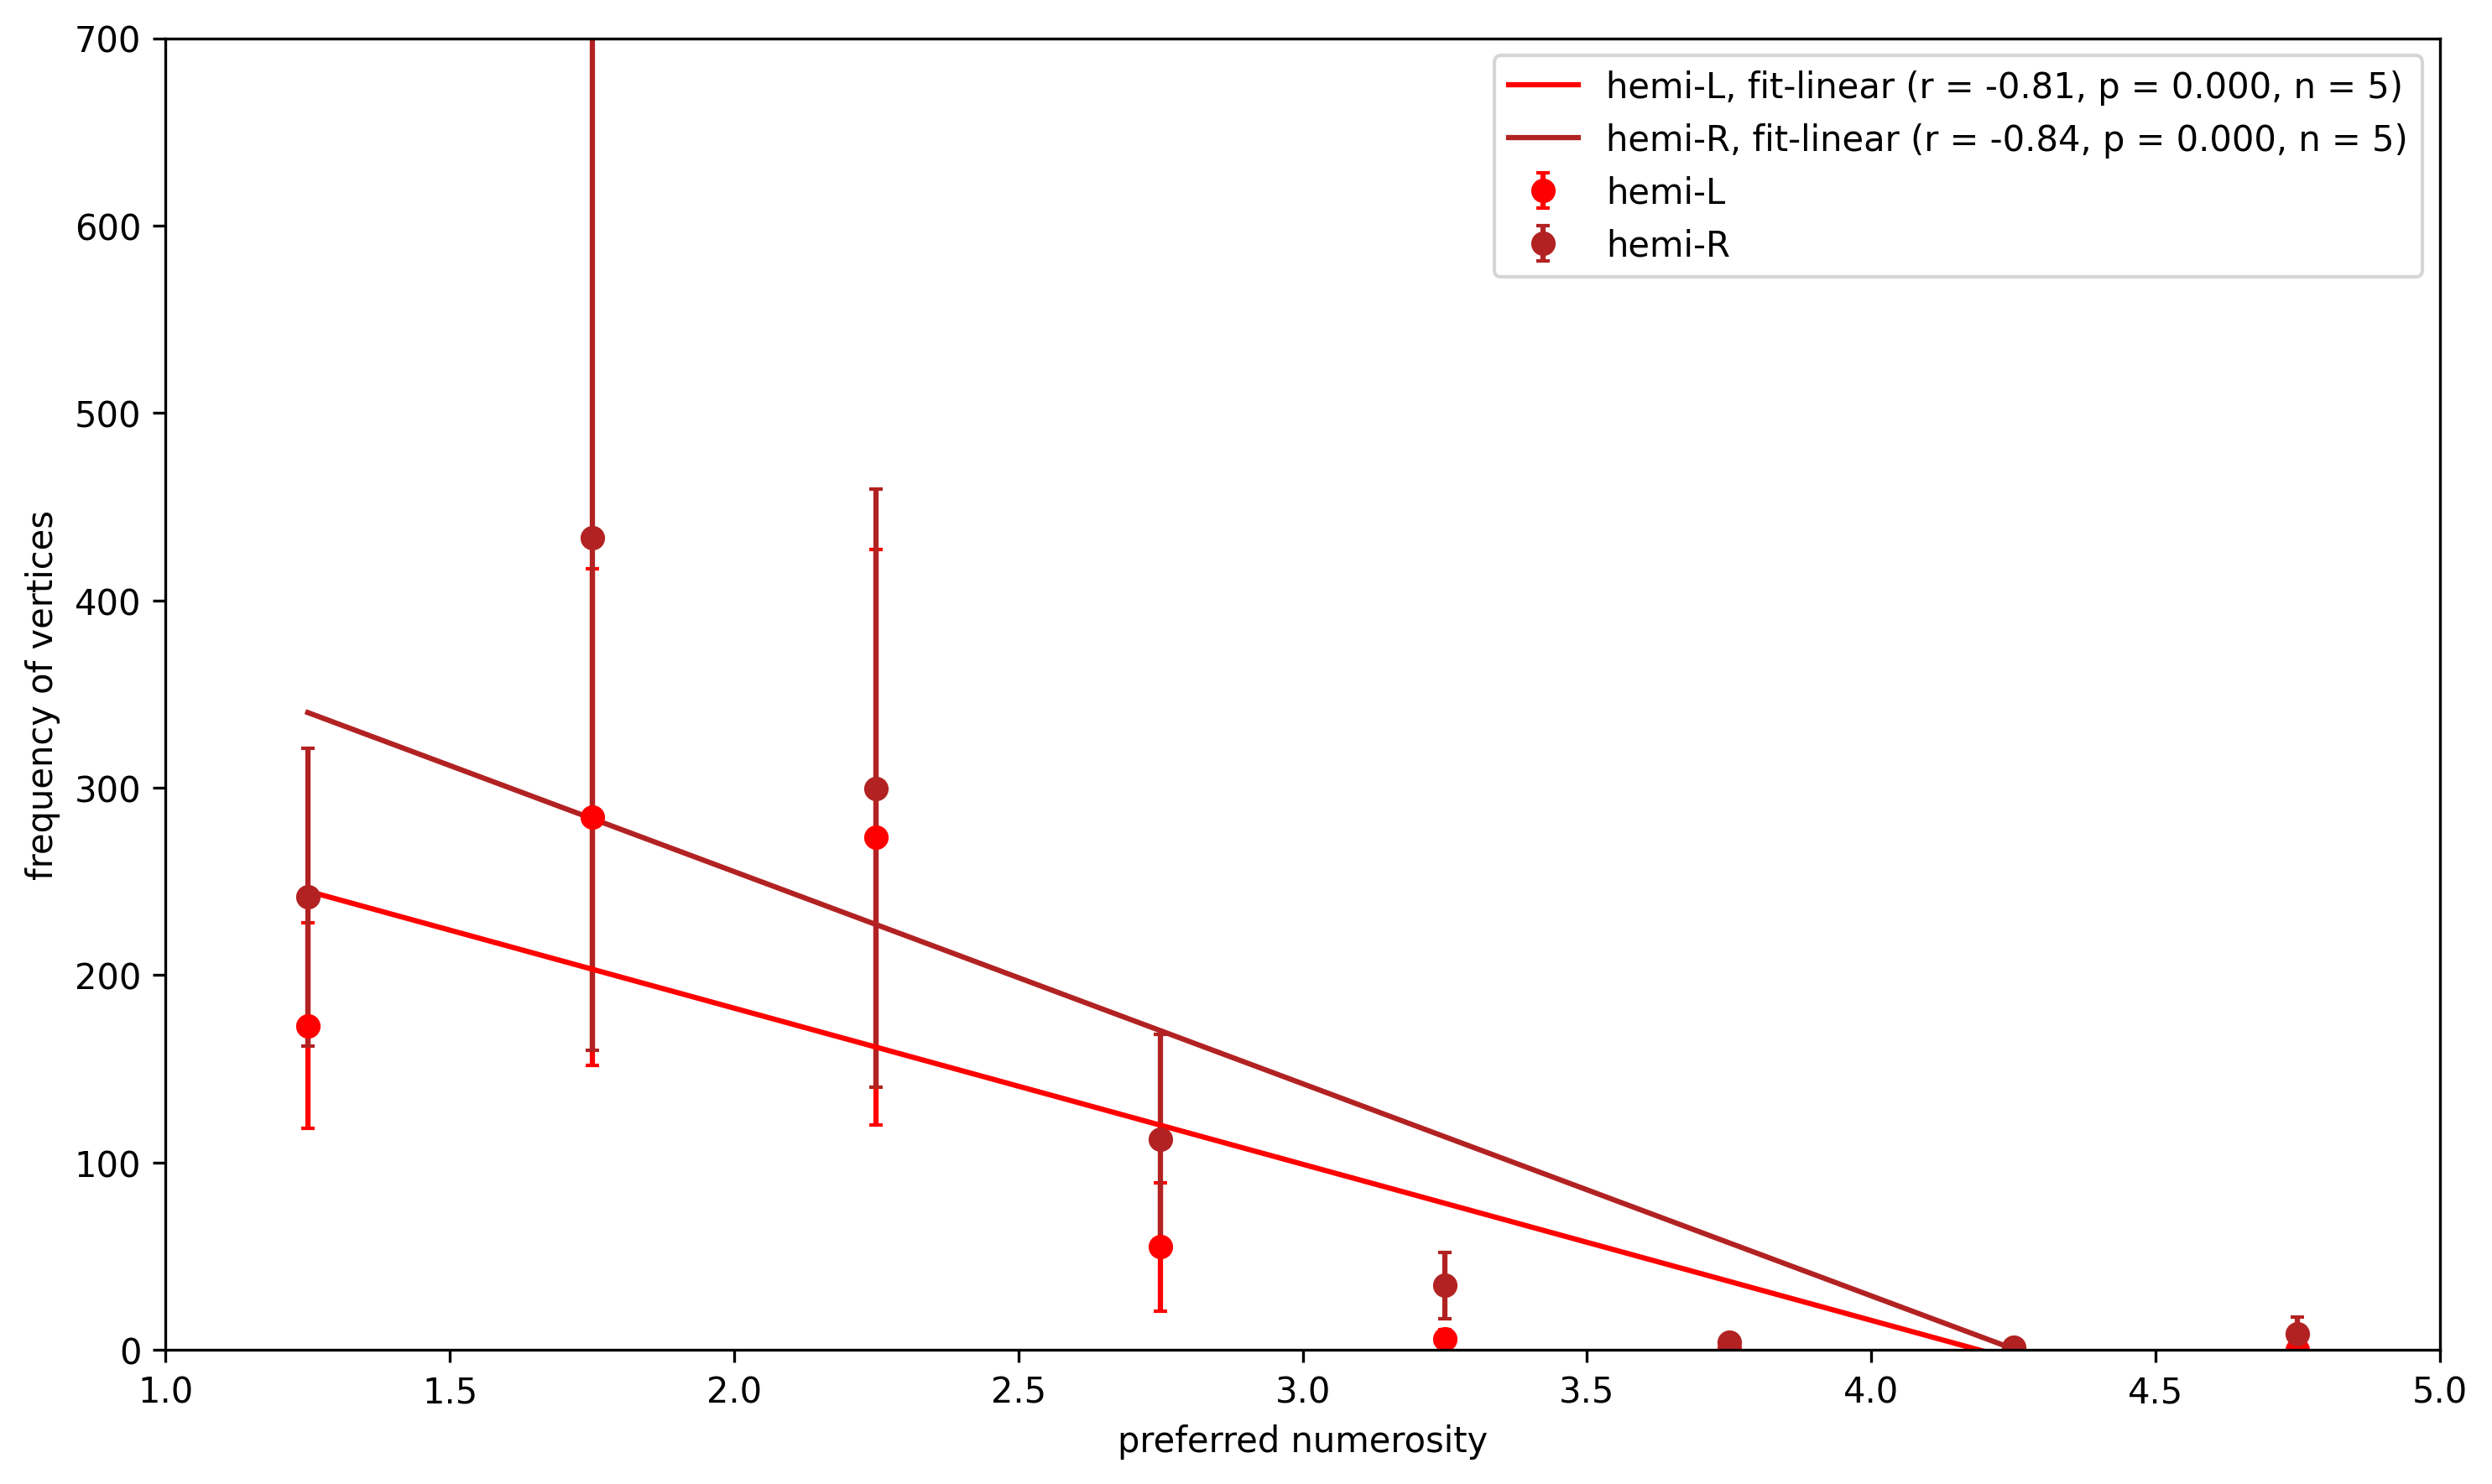 700
600
500
400
300
200
100
0
frequency of vertices
hemi-L, fit-linear (r = -0.81, p = 0.000, n = 5)
hemi-R, fit-linear (r = -0.84, p = 0.000, n = 5)
hemi-L
hemi-R
1.0 1.5 2.0 2.5 3.0 3.5 4.0 4.5 5.0
preferred numerosity